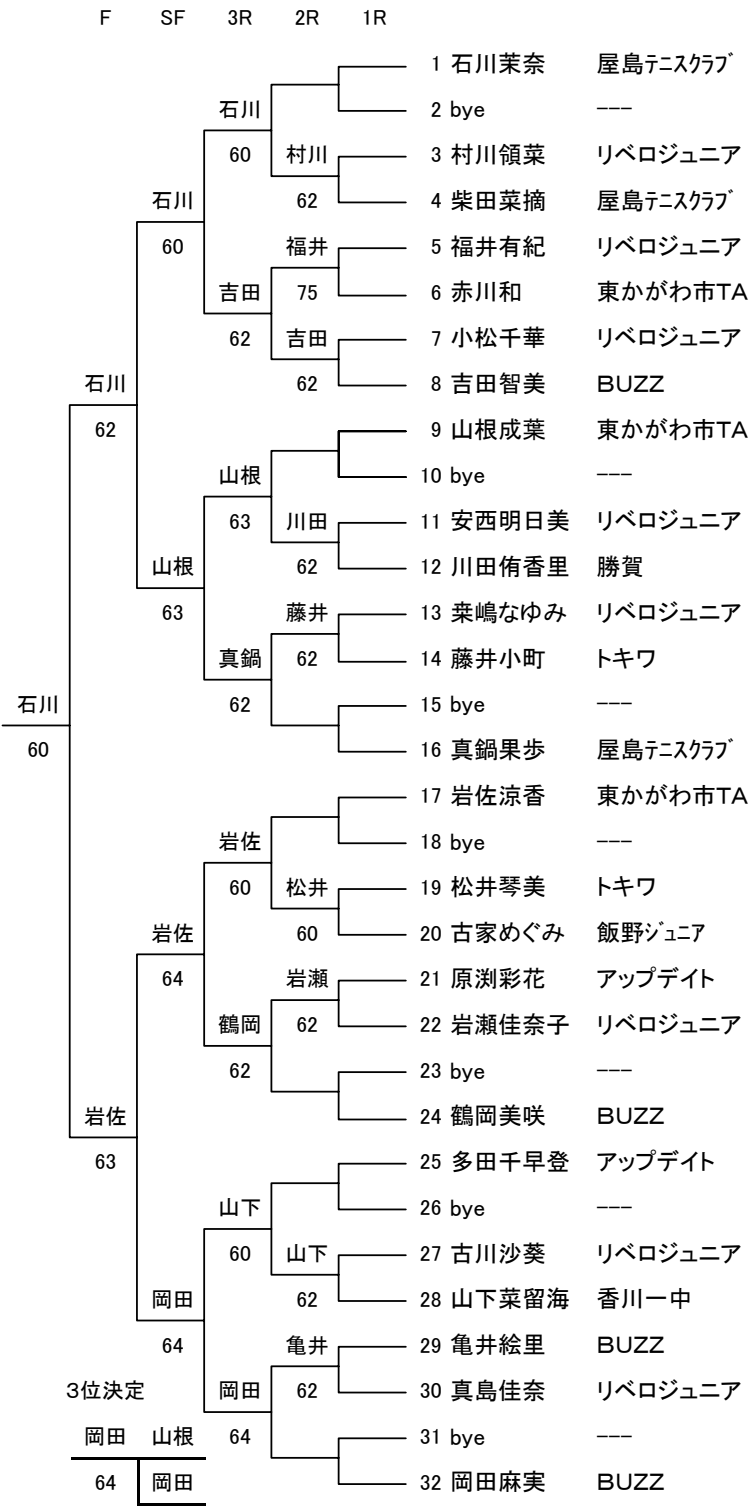 F SF 3R 2R 1R
1 石川茉奈 屋島テニスクラブ
石川 2 bye ---
60 村川 3 村川領菜 リベロジュニア
石川 62 4 柴田菜摘 屋島テニスクラブ
60 福井 5 福井有紀 リベロジュニア
吉田 75 6 赤川和 東かがわ市TA
62 吉田 7 小松千華 リベロジュニア
石川 62 8 吉田智美 BUZZ
62 9 山根成葉 東かがわ市TA
山根 10 bye ---
63 川田 11 安西明日美 リベロジュニア
山根 62 12 川田侑香里 勝賀
63 藤井 13 桒嶋なゆみ リベロジュニア
真鍋 62 14 藤井小町 トキワ
石川 62 15 bye ---
60 16 真鍋果歩 屋島テニスクラブ
17 岩佐涼香 東かがわ市TA
岩佐 18 bye ---
60 松井 19 松井琴美 トキワ
岩佐 60 20 古家めぐみ 飯野ジュニア
64 岩瀬 21 原渕彩花 アップデイト
鶴岡 62 22 岩瀬佳奈子 リベロジュニア
62 23 bye ---
岩佐 24 鶴岡美咲 BUZZ
63 25 多田千早登 アップデイト
山下 26 bye ---
60 山下 27 古川沙葵 リベロジュニア
岡田 62 28 山下菜留海 香川一中
64 亀井 29 亀井絵里 BUZZ
3位決定 岡田 62 30 真島佳奈 リベロジュニア
岡田 山根 64 31 bye ---
64 岡田 32 岡田麻実 BUZZ